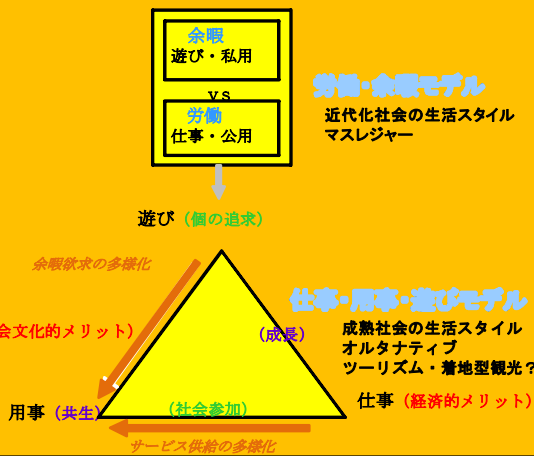 余暇
遊び・私用
VS
労働
仕事・公用
労働・余暇モデル
近代化社会の生活スタイル
マスレジャー
遊び（個の追求）
余暇欲求の多様化
仕事・用事・遊びモデル
会文化的メリット）
（成長）
成熟社会の生活スタイル
オルタナティブ
ツーリズム・着地型観光？
用事（共生）
（社会参加）
仕事（経済的メリット）
サービス供給の多様化